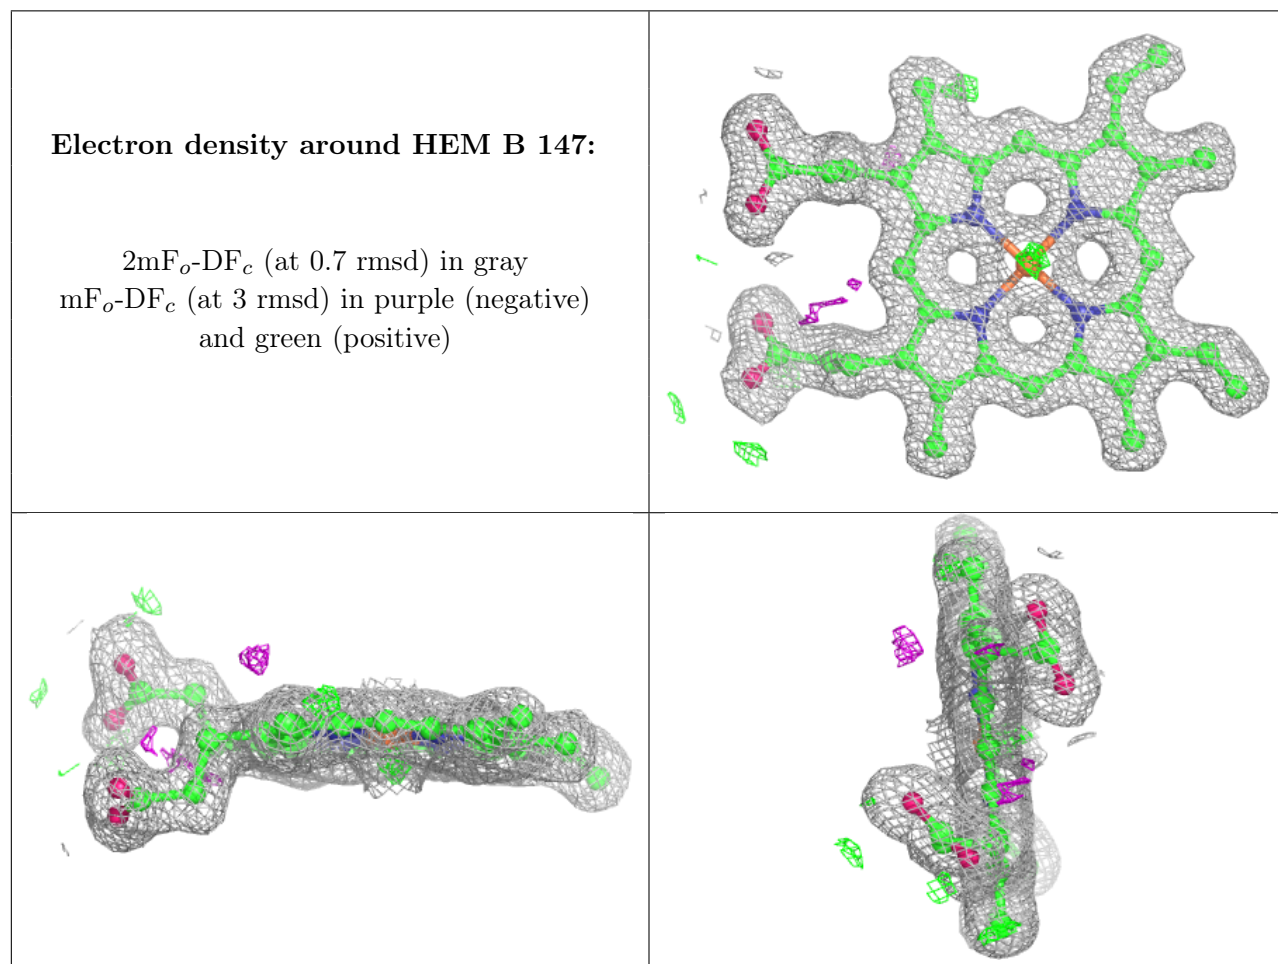 Electron density around HEM B 147:
2mFo-DFc (at 0.7 rmsd) in gray
mFo-DFc (at 3 rmsd) in purple (negative)
and green (positive)